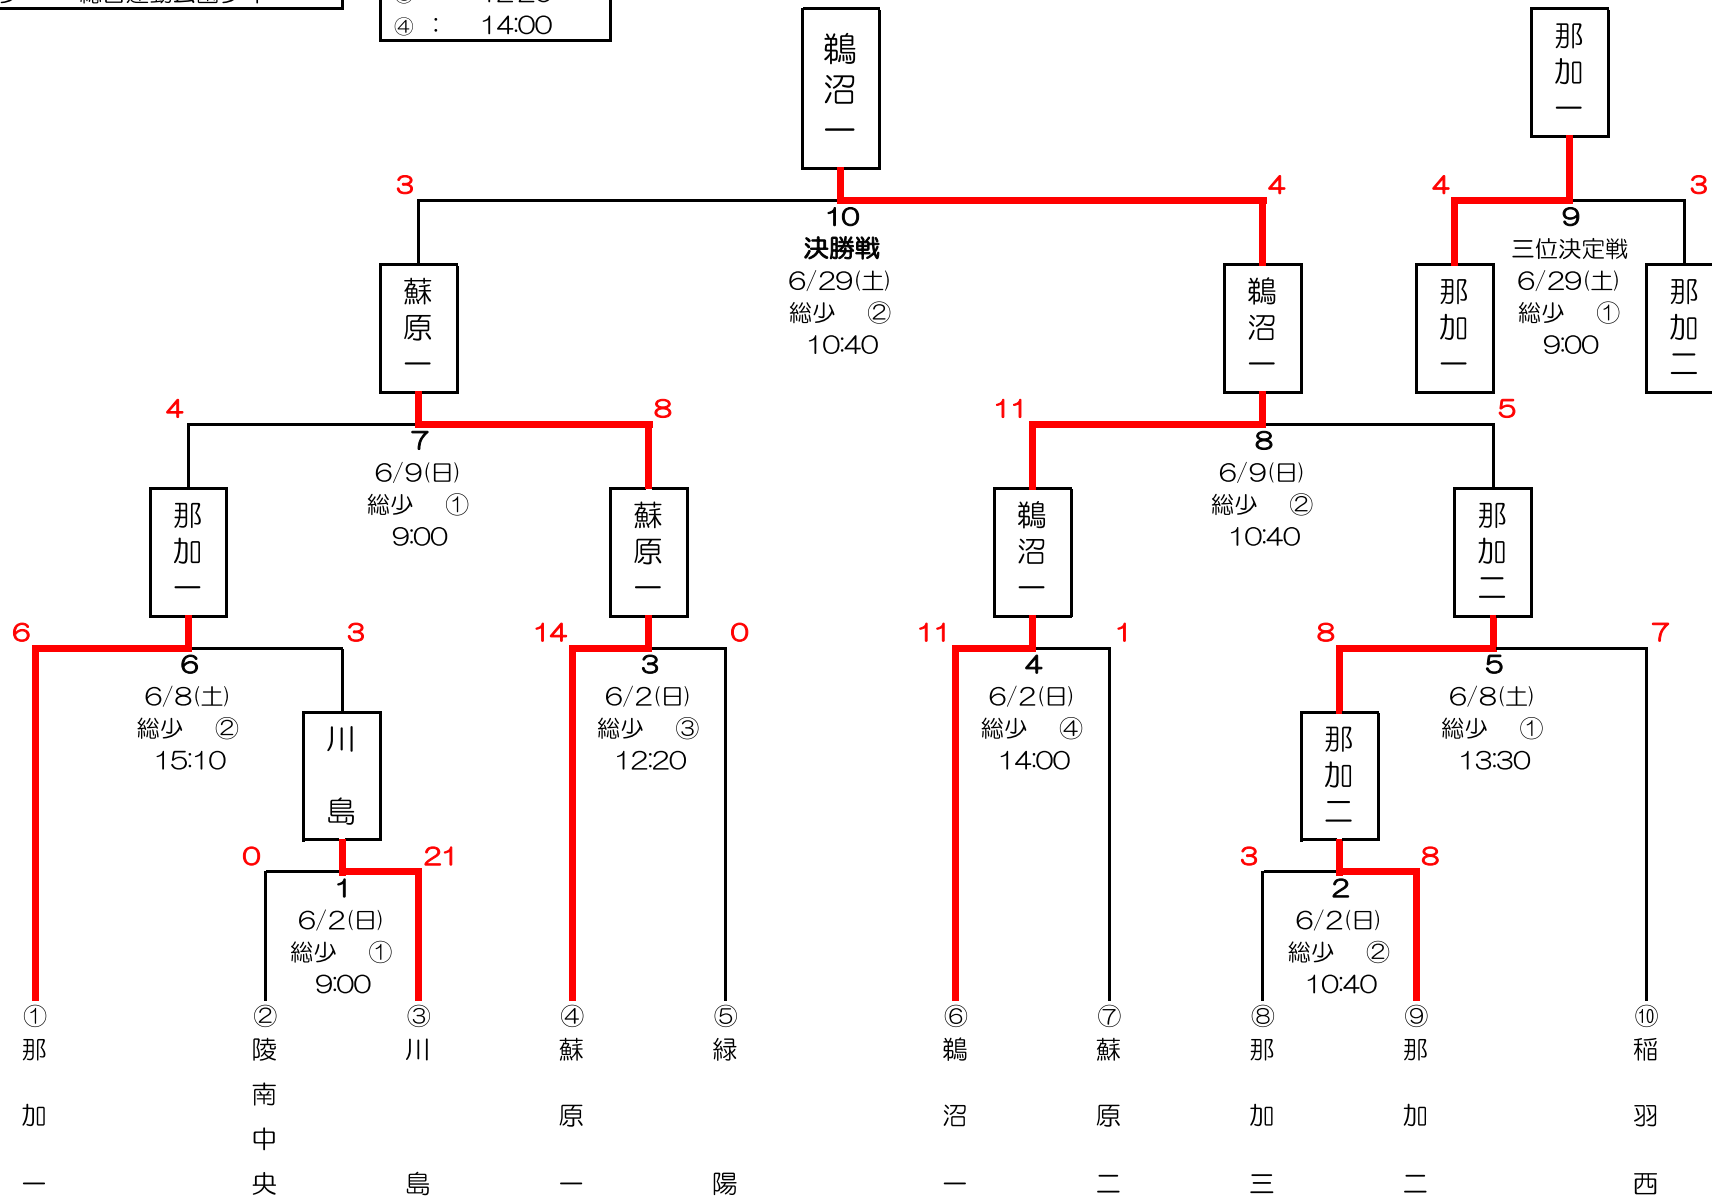 ④ : 14:00
鵜沼一
那加一
3
4
10
決勝戦
6/29(土)
総少 ②
10:40
4
3
9
三位決定戦
6/29(土)
総少 ①
9:00
蘇原一
鵜沼一
那加一
那加二
4
8
7
6/9(日)
総少 ①
9:00
11
5
8
6/9(日)
総少 ②
10:40
那加一
蘇原一
鵜沼一
那加二
6
3
6
6/8(土)
総少 ②
15:10
14
0
3
6/2(日)
総少 ③
12:20
11
1
4
6/2(日)
総少 ④
14:00
8
7
5
6/8(土)
総少 ①
13:30
川島
那加二
0
21
1
6/2(日)
総少 ①
9:00
3
8
2
6/2(日)
総少 ②
10:40
① 那加一
② 陵南中央
③ 川島
④ 蘇原一
⑤ 緑陽
⑥ 鵜沼一
⑦ 蘇原二
⑧ 那加三
⑨ 那加二
⑩ 稲羽西